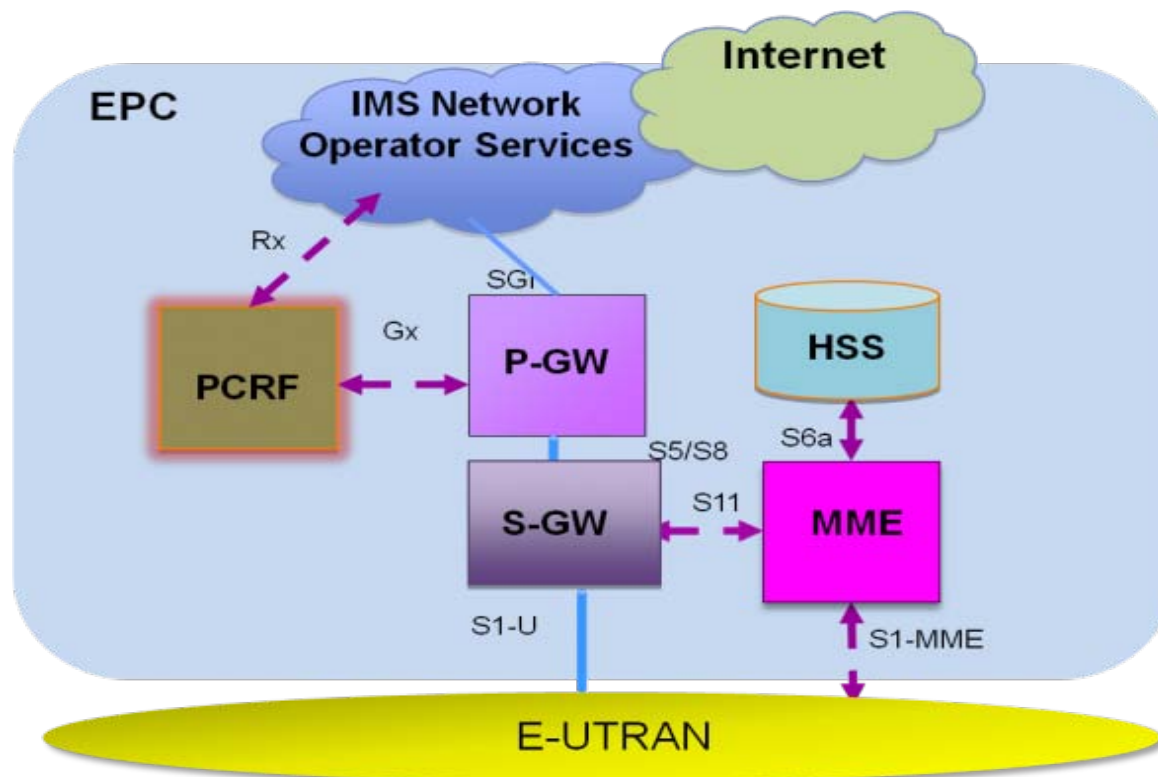 Internet
EPC
IMS Network
Operator Services
Rx
SGi
Gx
P-GW
HSS
PCRF
S5/S8
S6a
S11
S-GW
MME
S1-U
S1-MME
E-UTRAN